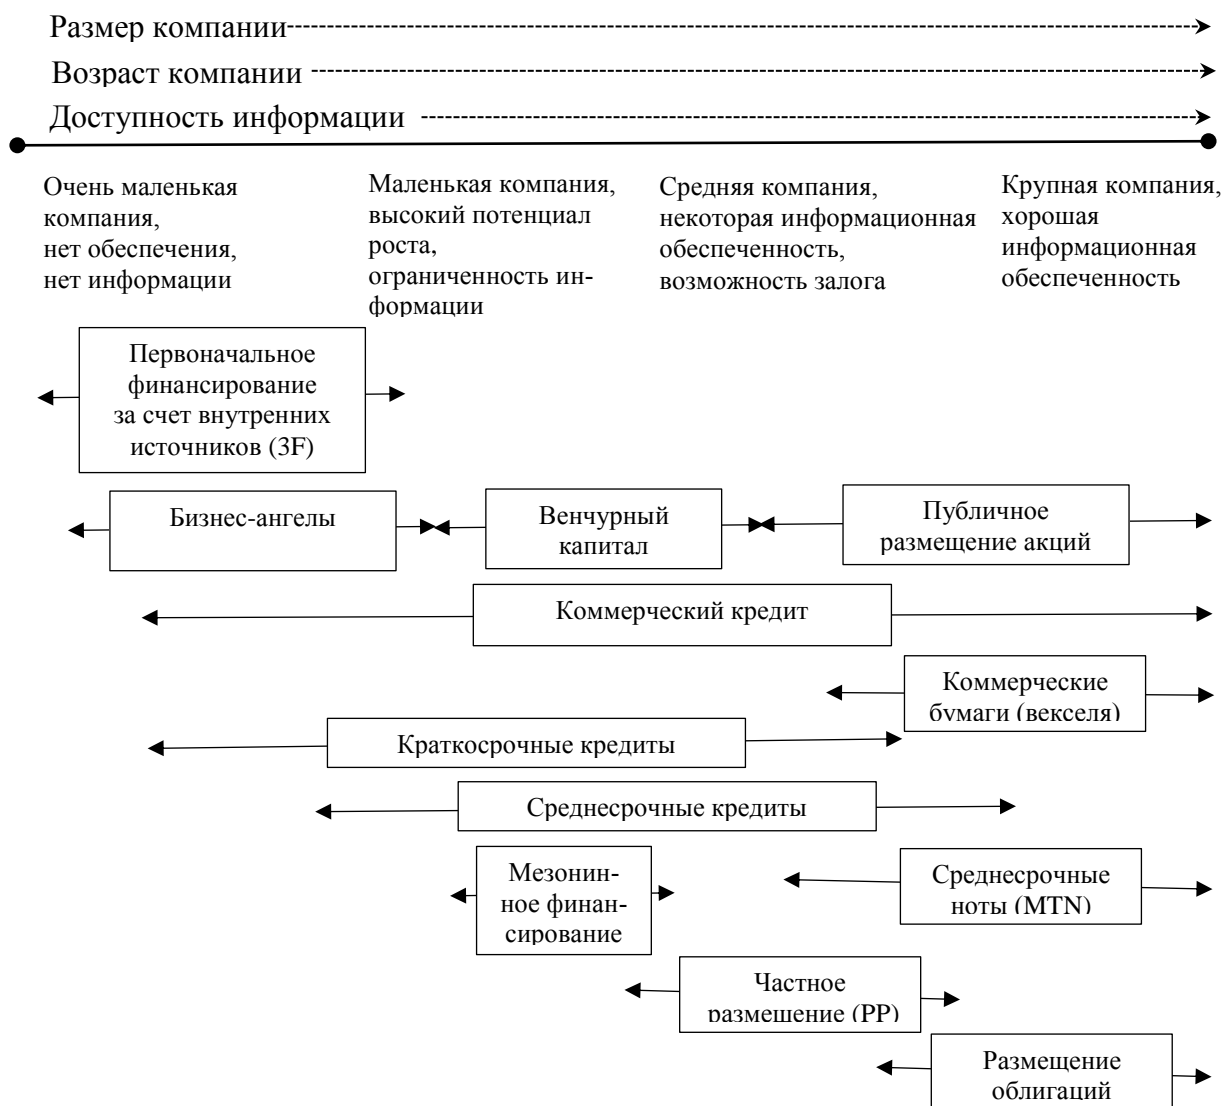 Размер компании
Возраст компании
Доступность информации
Очень маленькая
компания,
нет обеспечения,
нет информации
Маленькая компания,
высокий потенциал
роста,
ограниченность ин-
формации
Средняя компания,
некоторая информационная
обеспеченность,
возможность залога
Крупная компания,
хорошая
информационная
обеспеченность
Первоначальное
финансирование
за счет внутренних
источников (3F)
Бизнес-ангелы
Венчурный
капитал
Публичное
размещение акций
Коммерческий кредит
Коммерческие
бумаги (векселя)
Краткосрочные кредиты
Среднесрочные кредиты
Мезонин-
ное финан-
сирование
Среднесрочные
ноты (MTN)
Частное
размещение (PP)
Размещение
облигаций